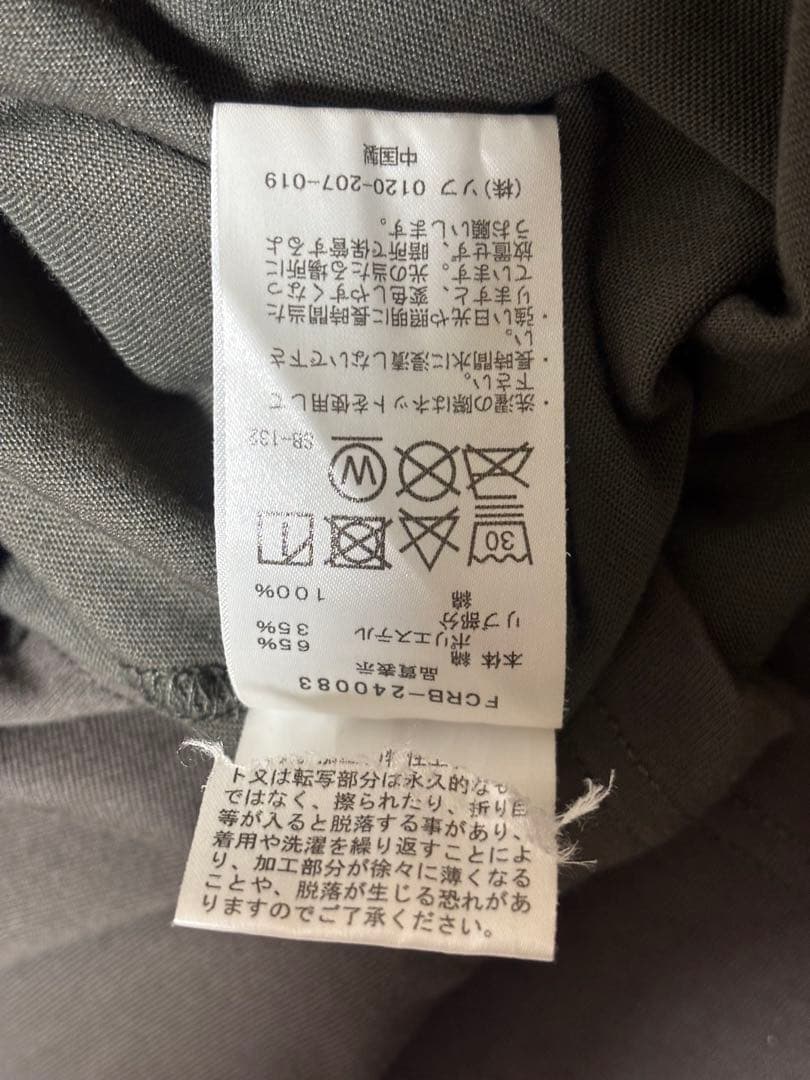 FCRB-240083
品質表示
本体 綿 65%
ポリエステル 35%
リブ部分
綿 100%
30
W
SB-132
・洗濯の際はネットを使用して
下さい。
・長時間水に浸漬しないで下さ
い。
・強い日光や照明に長時間当た
りますと、変色しやすくなっ
ています。光の当たる場所に
放置せず、暗所で保管するよ
うお願いします。
(株)ソフ 0120-207-019
中国製
ト又は転写部分は永久的なも
ではなく、擦られたり、折り目
等が入ると脱落する事があり、
着用や洗濯を繰り返すことによ
り、加工部分が徐々に薄くなる
ことや、脱落が生じる恐れがあ
りますのでご了承ください。